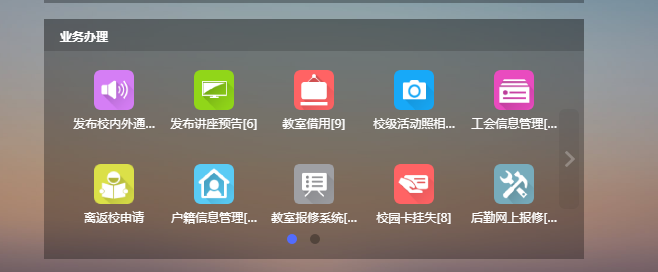 业务办理
发布校内外通...
发布讲座预告[6]
教室借用[9]
校级活动照相...
工会信息管理[...
离返校申请
户籍信息管理[...
教室报修系统[...
校园卡挂失[8]
后勤网上报修[...